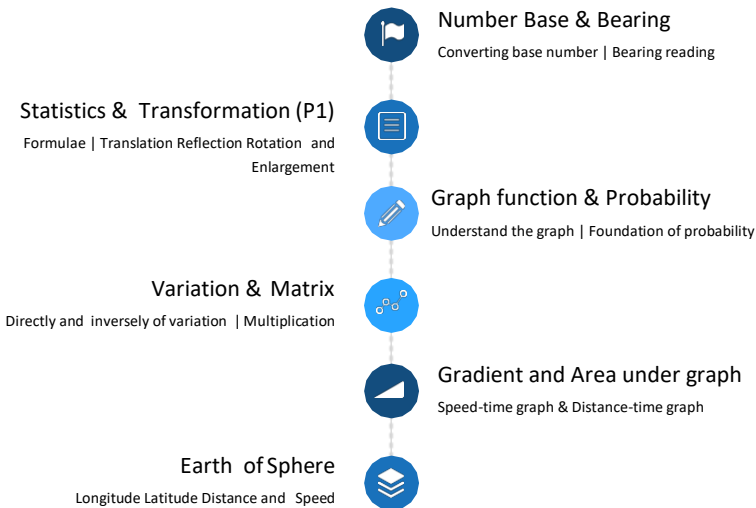 Number Base & Bearing
Converting base number | Bearing reading
Statistics & Transformation (P1)
Formulae | Translation Reflection Rotation and
Enlargement
Graph function & Probability
Understand the graph | Foundation of probability
Variation & Matrix
Directly and inversely of variation | Multiplication
Gradient and Area under graph
Speed-time graph & Distance-time graph
Earth of Sphere
Longitude Latitude Distance and Speed